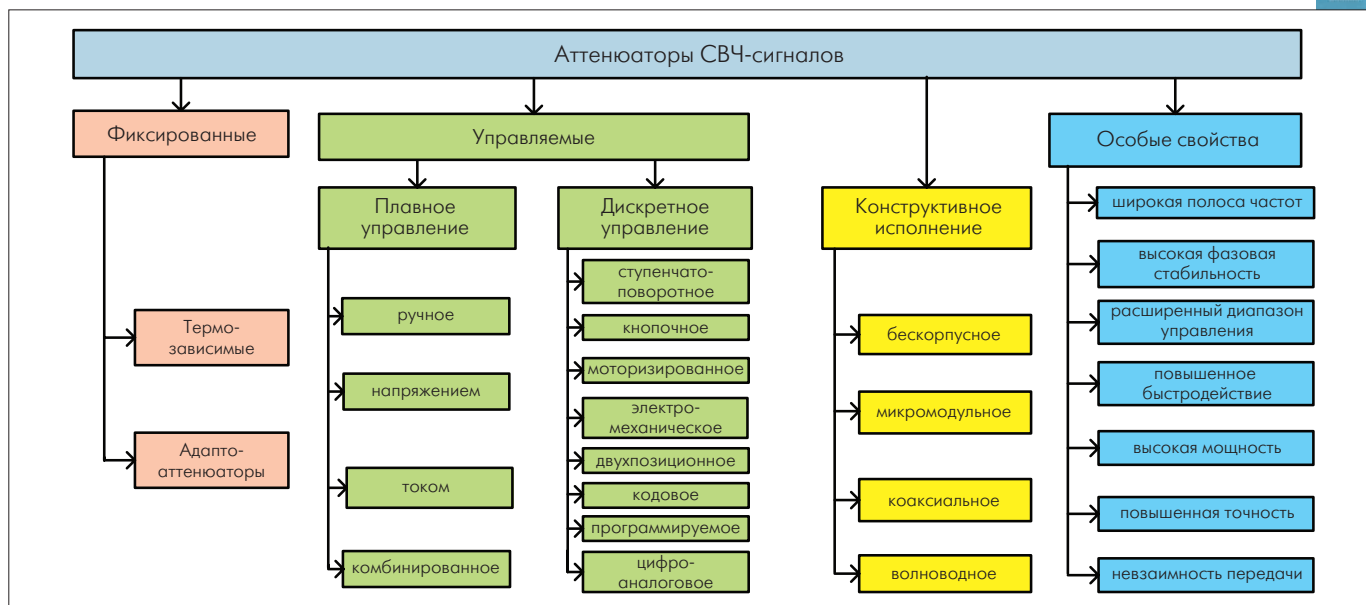 Аттенюаторы СВЧ-сигналов
Фиксированные
Термо-
зависимые
Адапто-
аттенюаторы
Управляемые
Плавное
управление
ручное
напряжением
током
комбинированное
Дискретное
управление
ступенчато-
поворотное
кнопочное
моторизированное
электро-
механическое
двухпозиционное
кодовое
программируемое
цифро-
аналоговое
Конструктивное
исполнение
бескорпусное
микромодульное
коаксиальное
волноводное
Особые свойства
широкая полоса частот
высокая фазовая
стабильность
расширенный диапазон
управления
повышенное
быстродействие
высокая мощность
повышенная точность
невзаимность передачи